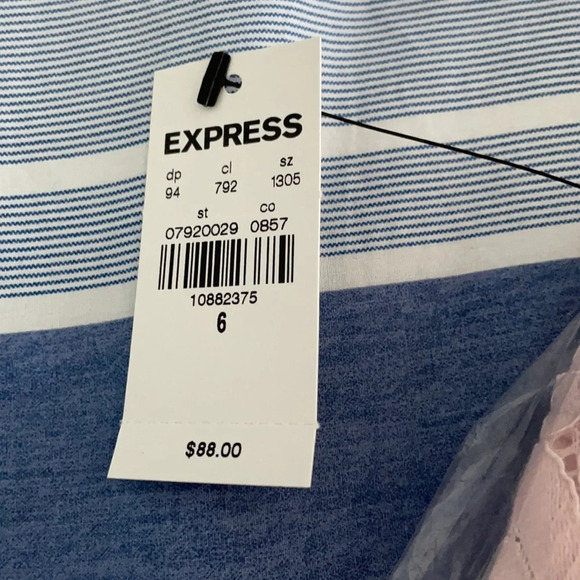 EXPRESS
dp cl sz
94 792 1305
st co
07920029 0857
10882375
6
$88.00